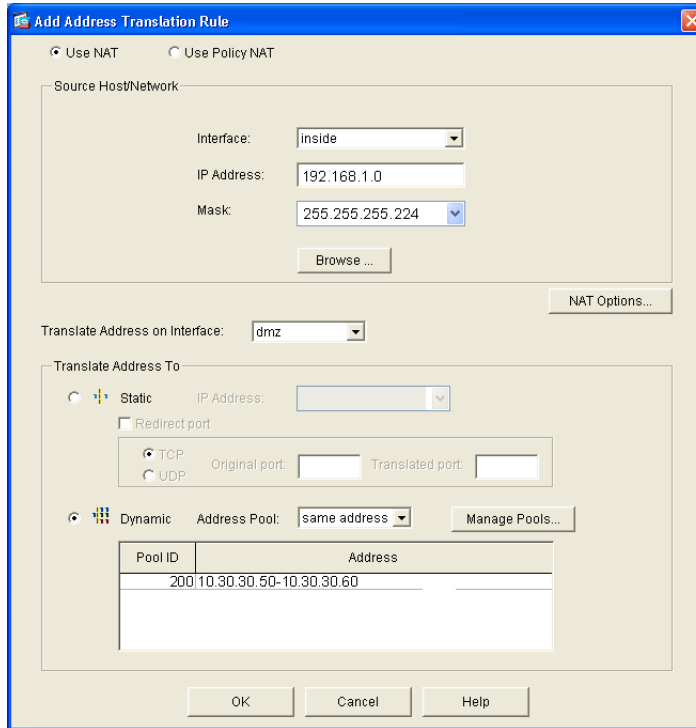 Add Address Translation Rule
Use NAT Use Policy NAT
Source Host/Network
Interface: inside
IP Address: 192.168.1.0
Mask: 255.255.255.224
Browse ...
NAT Options...
Translate Address on Interface: dmz
Translate Address To
Static IP Address:
Redirect port
TCP
Original port: Translated port:
UDP
Dynamic Address Pool: same address Manage Pools...
Pool ID Address
200 10.30.30.50-10.30.30.60
OK Cancel Help